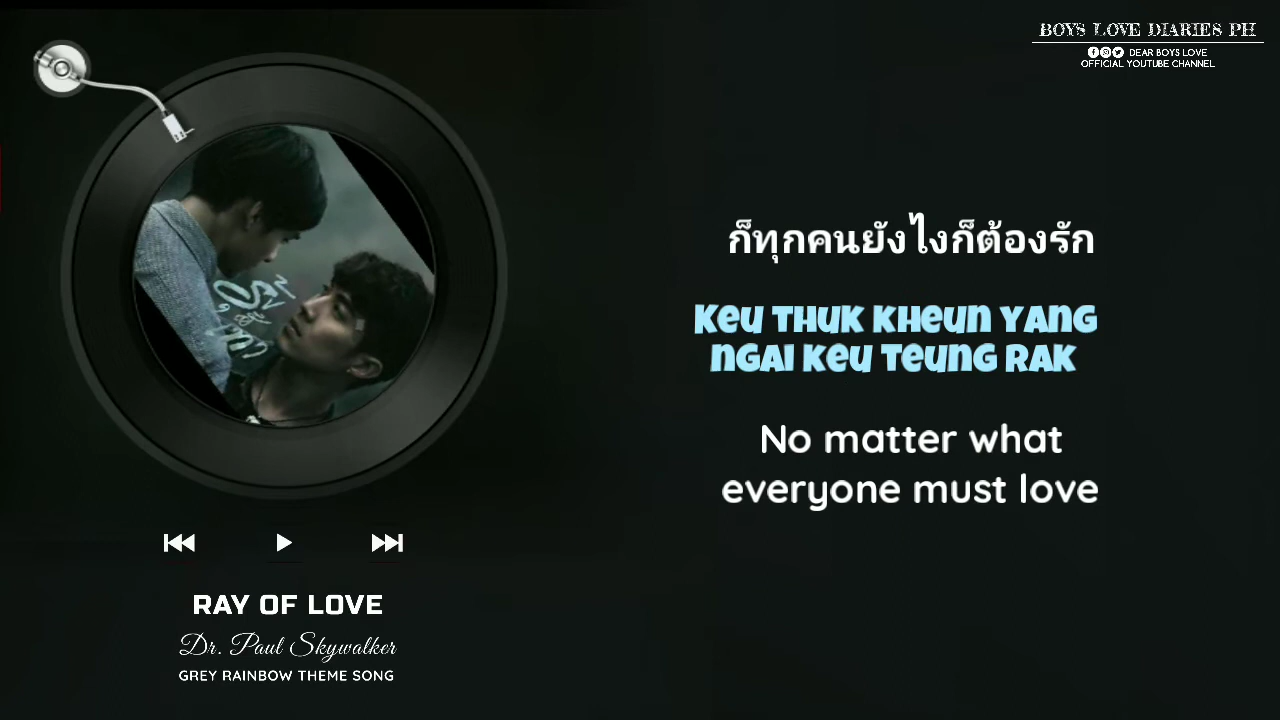 BOYS LOVE DIARIES PH
DEAR BOYS LOVE
OFFICIAL YOUTUBE CHANNEL
ก็ทุกคนยังไงก็ต้องรัก
Keu Thuk Kheun Yang
ngai Keu Teung Rak
No matter what
everyone must love
RAY OF LOVE
Dr. Paul Skywalker
GREY RAINBOW THEME SONG